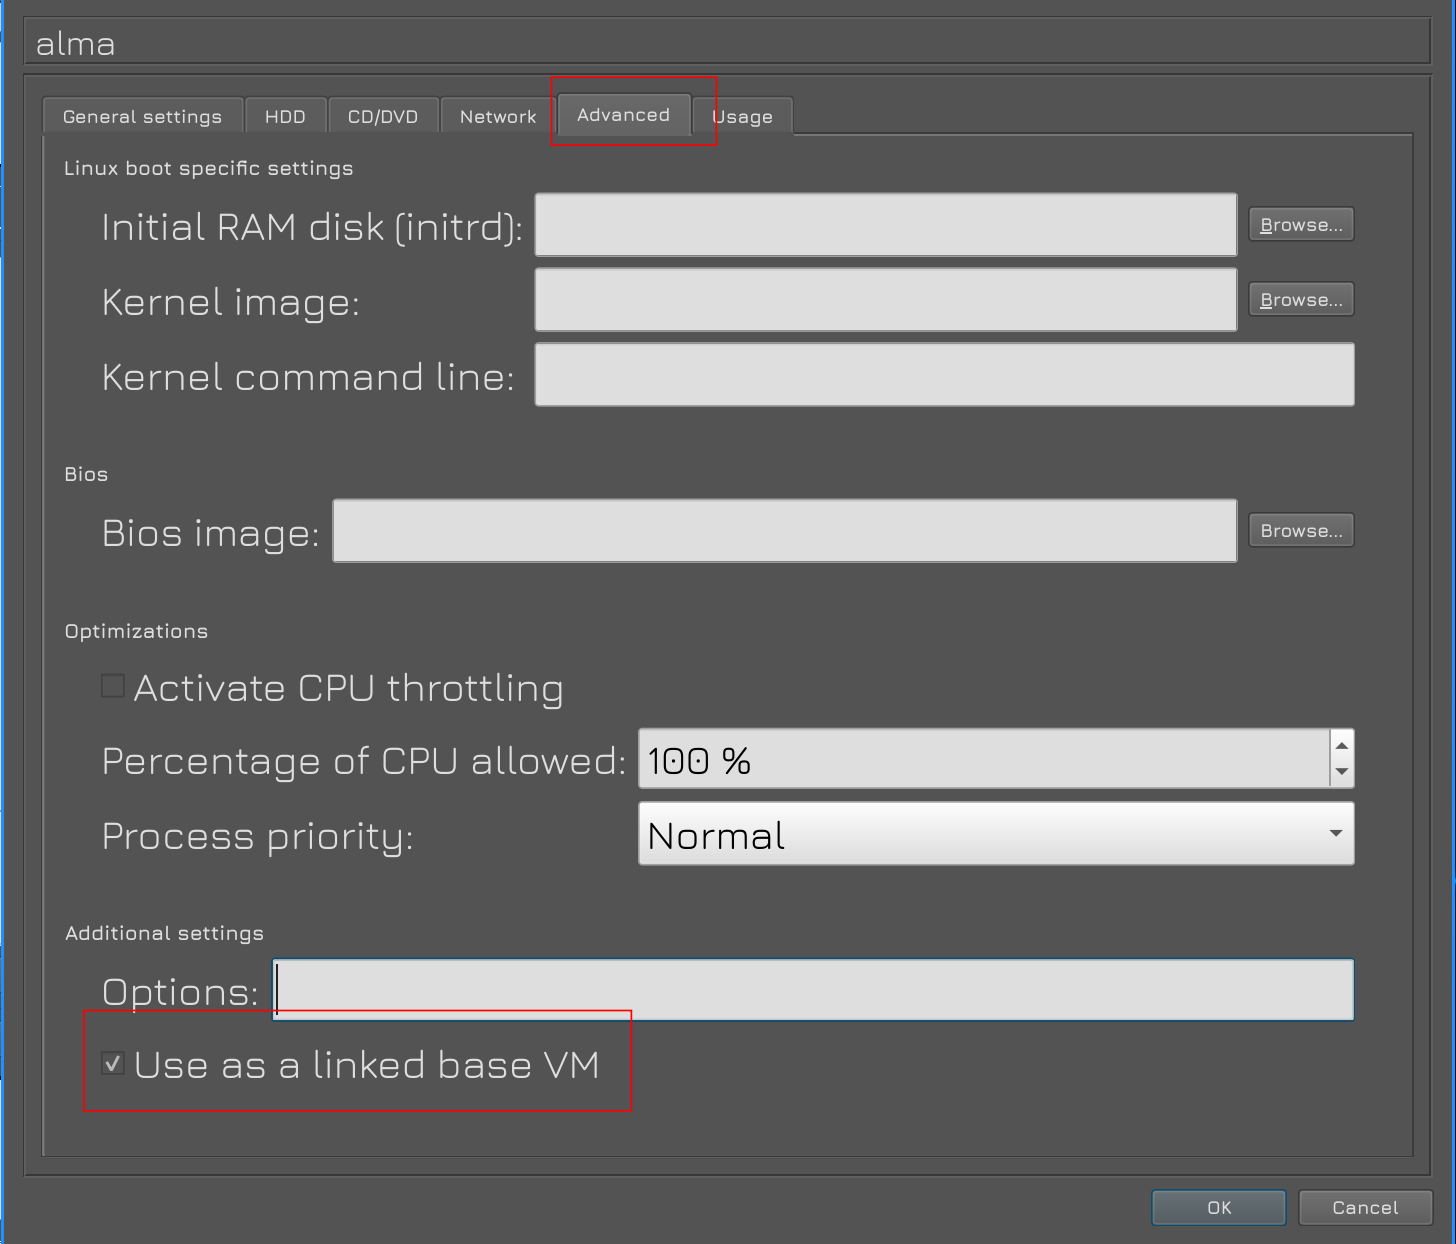 alma
General settings HDD CD/DVD Network Advanced Usage
Linux boot specific settings
Initial RAM disk (initrd): Browse...
Kernel image: Browse...
Kernel command line:
Bios
Bios image: Browse...
Optimizations
Activate CPU throttling
Percentage of CPU allowed: 100 %
Process priority: Normal
Additional settings
Options:
Use as a linked base VM
OK Cancel